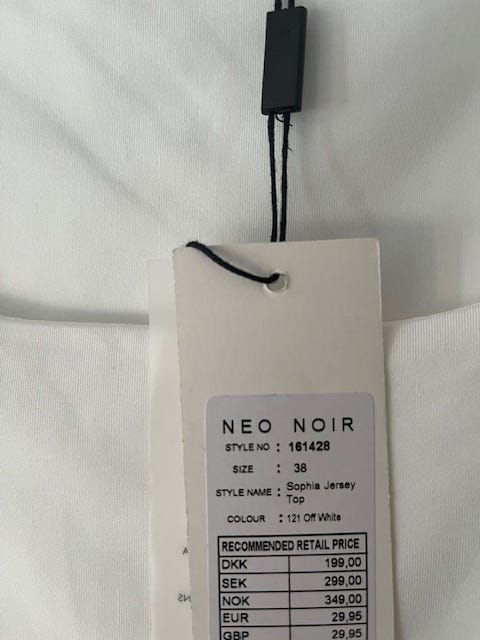 NEO NOIR
STYLE NO : 161428
SIZE : 38
STYLE NAME : Sophia Jersey
Top
COLOUR : 121 Off White
RECOMMENDED RETAIL PRICE
DKK 199,00
SEK 299,00
NOK 349,00
EUR 29,95
GBP 29,95